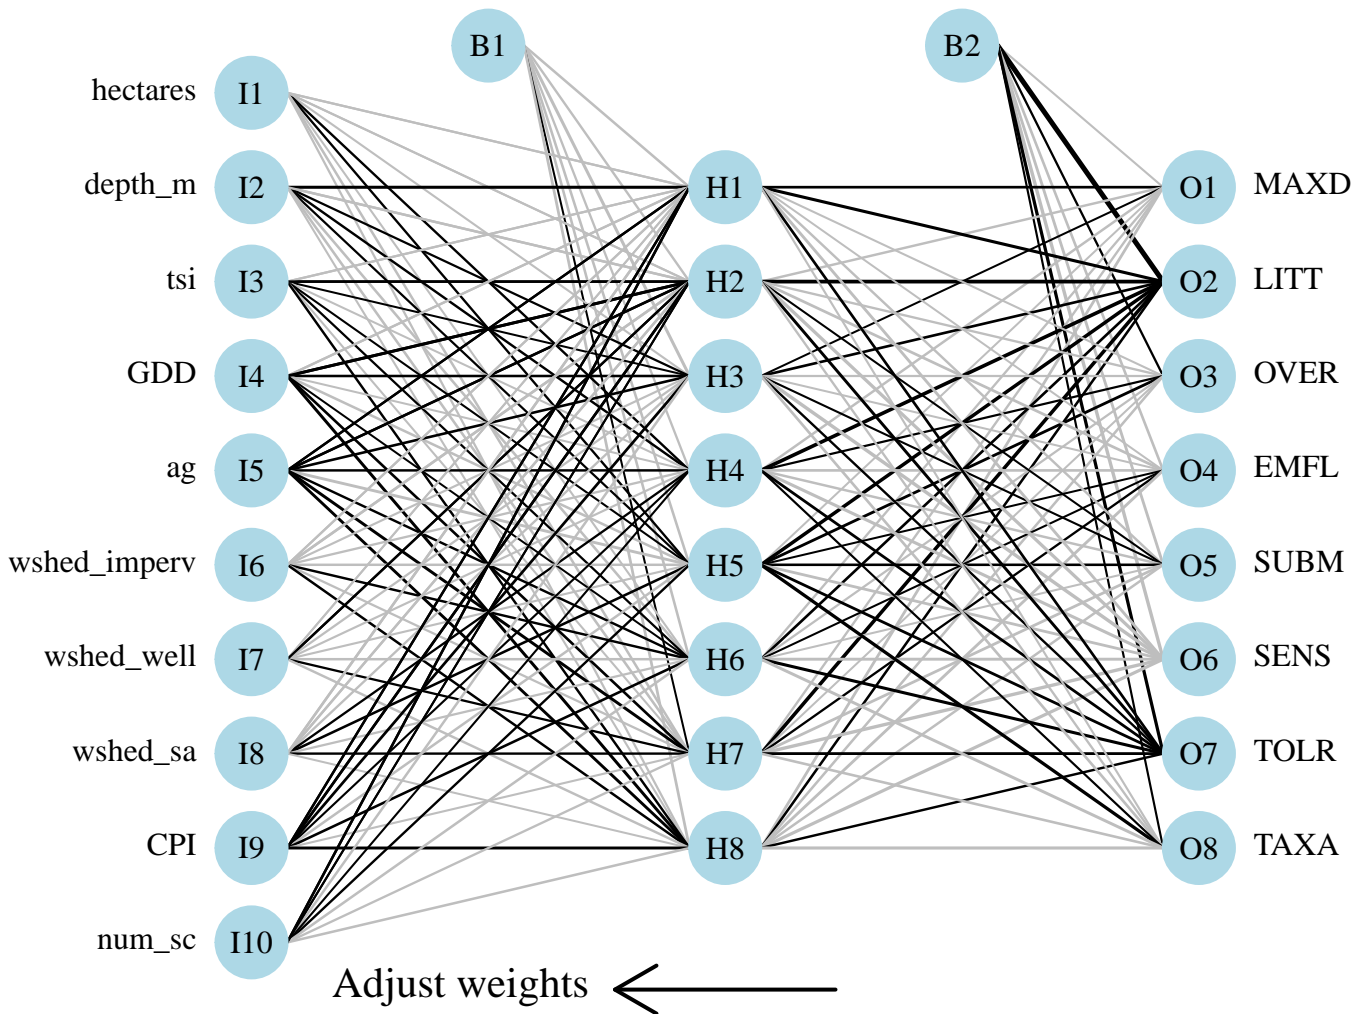 B1 B2
hectares I1
depth_m I2 H1 O1 MAXD
tsi I3 H2 O2 LITT
GDD I4 H3 O3 OVER
ag I5 H4 O4 EMFL
wshed_imperv I6 H5 O5 SUBM
wshed_well I7 H6 O6 SENS
wshed_sa I8 H7 O7 TOLR
CPI I9 H8 O8 TAXA
num_sc I10
Adjust weights